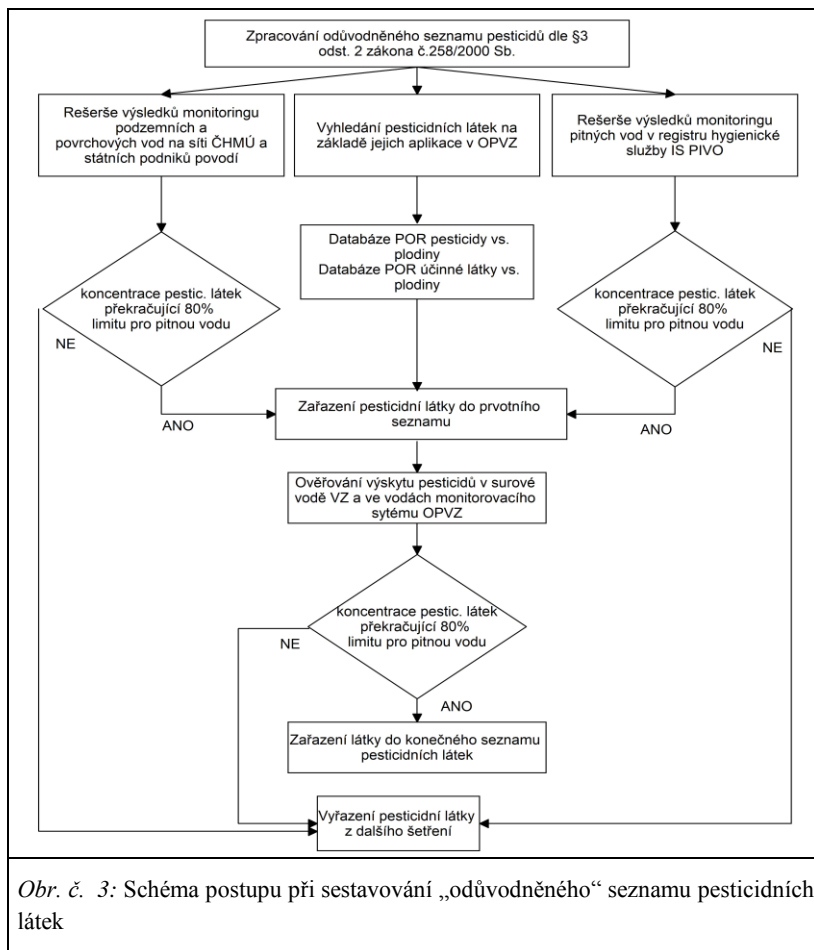 Zpracování odůvodněného seznamu pesticidů dle §3
odst. 2 zákona č.258/2000 Sb.
Rešerše výsledků monitoringu
podzemních a
povrchových vod na síti ČHMÚ a
státních podniků povodí
Vyhledání pesticidních látek na
základě jejich aplikace v OPVZ
Rešerše výsledků monitoringu
pitných vod v registru hygienické
služby IS PIVO
Databáze POR pesticidy vs.
plodiny
Databáze POR účinné látky vs.
plodiny
koncentrace pestic. látek
překračující 80%
limitu pro pitnou vodu
NE
ANO
koncentrace pestic. látek
překračující 80%
limitu pro pitnou vodu
NE
ANO
Zařazení pesticidní látky do prvotního
seznamu
Ověřování výskytu pesticidů v surové
vodě VZ a ve vodách monitorovacího
sytému OPVZ
koncentrace pestic. látek
překračující 80%
limitu pro pitnou vodu
NE
ANO
Zařazení látky do konečného seznamu
pesticidních látek
Vyřazení pesticidní látky
z dalšího šetření
Obr. č. 3: Schéma postupu při sestavování „odůvodněného“ seznamu pesticidních
látek